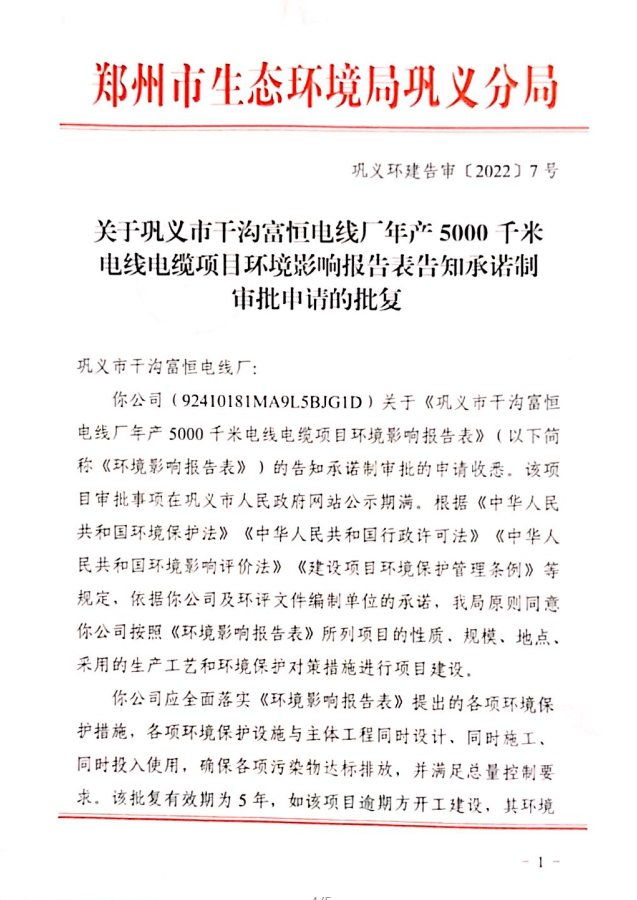 郑州市生态环境局巩义分局
巩义环建告审〔2022〕7 号
关于巩义市干沟富恒电线厂年产 5000 千米
电线电缆项目环境影响报告表告知承诺制
审批申请的批复
巩义市干沟富恒电线厂：
你公司（92410181MA9L5BJG1D）关于《巩义市干沟富恒
电线厂年产 5000 千米电线电缆项目环境影响报告表》（以下简
称《环境影响报告表》）的告知承诺制审批的申请收悉。该项
目审批事项在巩义市人民政府网站公示期满。根据《中华人民
共和国环境保护法》《中华人民共和国行政许可法》《中华人
民共和国环境影响评价法》《建设项目环境保护管理条例》等
规定，依据你公司及环评文件编制单位的承诺，我局原则同意
你公司按照《环境影响报告表》所列项目的性质、规模、地点、
采用的生产工艺和环境保护对策措施进行项目建设。
你公司应全面落实《环境影响报告表》提出的各项环境保
护措施，各项环境保护设施与主体工程同时设计、同时施工、
同时投入使用，确保各项污染物达标排放，并满足总量控制要
求。该批复有效期为 5 年，如该项目逾期方开工建设，其环境
- 1 -